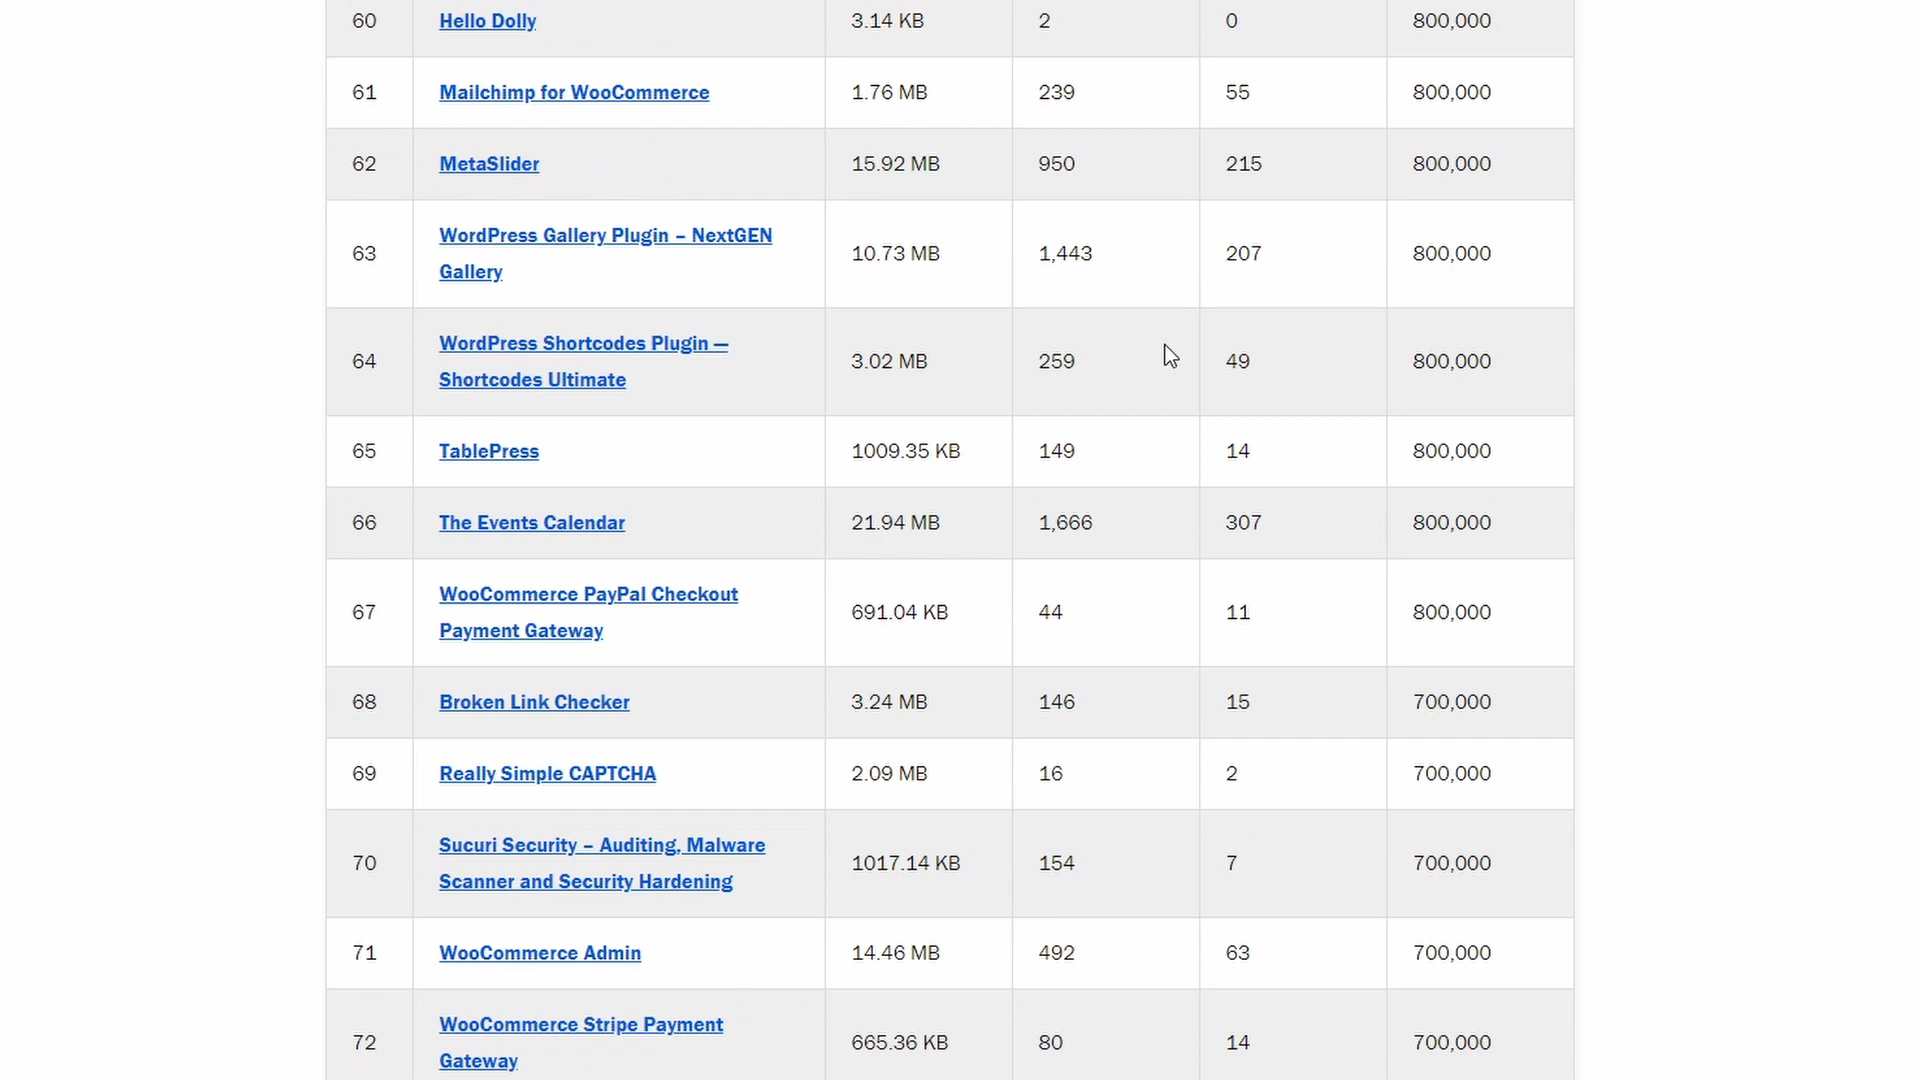 60 Hello Dolly 3.14 KB 2 0 800,000
61 Mailchimp for WooCommerce 1.76 MB 239 55 800,000
62 MetaSlider 15.92 MB 950 215 800,000
63 WordPress Gallery Plugin – NextGEN
Gallery 10.73 MB 1,443 207 800,000
64 WordPress Shortcodes Plugin —
Shortcodes Ultimate 3.02 MB 259 49 800,000
65 TablePress 1009.35 KB 149 14 800,000
66 The Events Calendar 21.94 MB 1,666 307 800,000
67 WooCommerce PayPal Checkout
Payment Gateway 691.04 KB 44 11 800,000
68 Broken Link Checker 3.24 MB 146 15 700,000
69 Really Simple CAPTCHA 2.09 MB 16 2 700,000
70 Sucuri Security – Auditing, Malware
Scanner and Security Hardening 1017.14 KB 154 7 700,000
71 WooCommerce Admin 14.46 MB 492 63 700,000
72 WooCommerce Stripe Payment
Gateway 665.36 KB 80 14 700,000